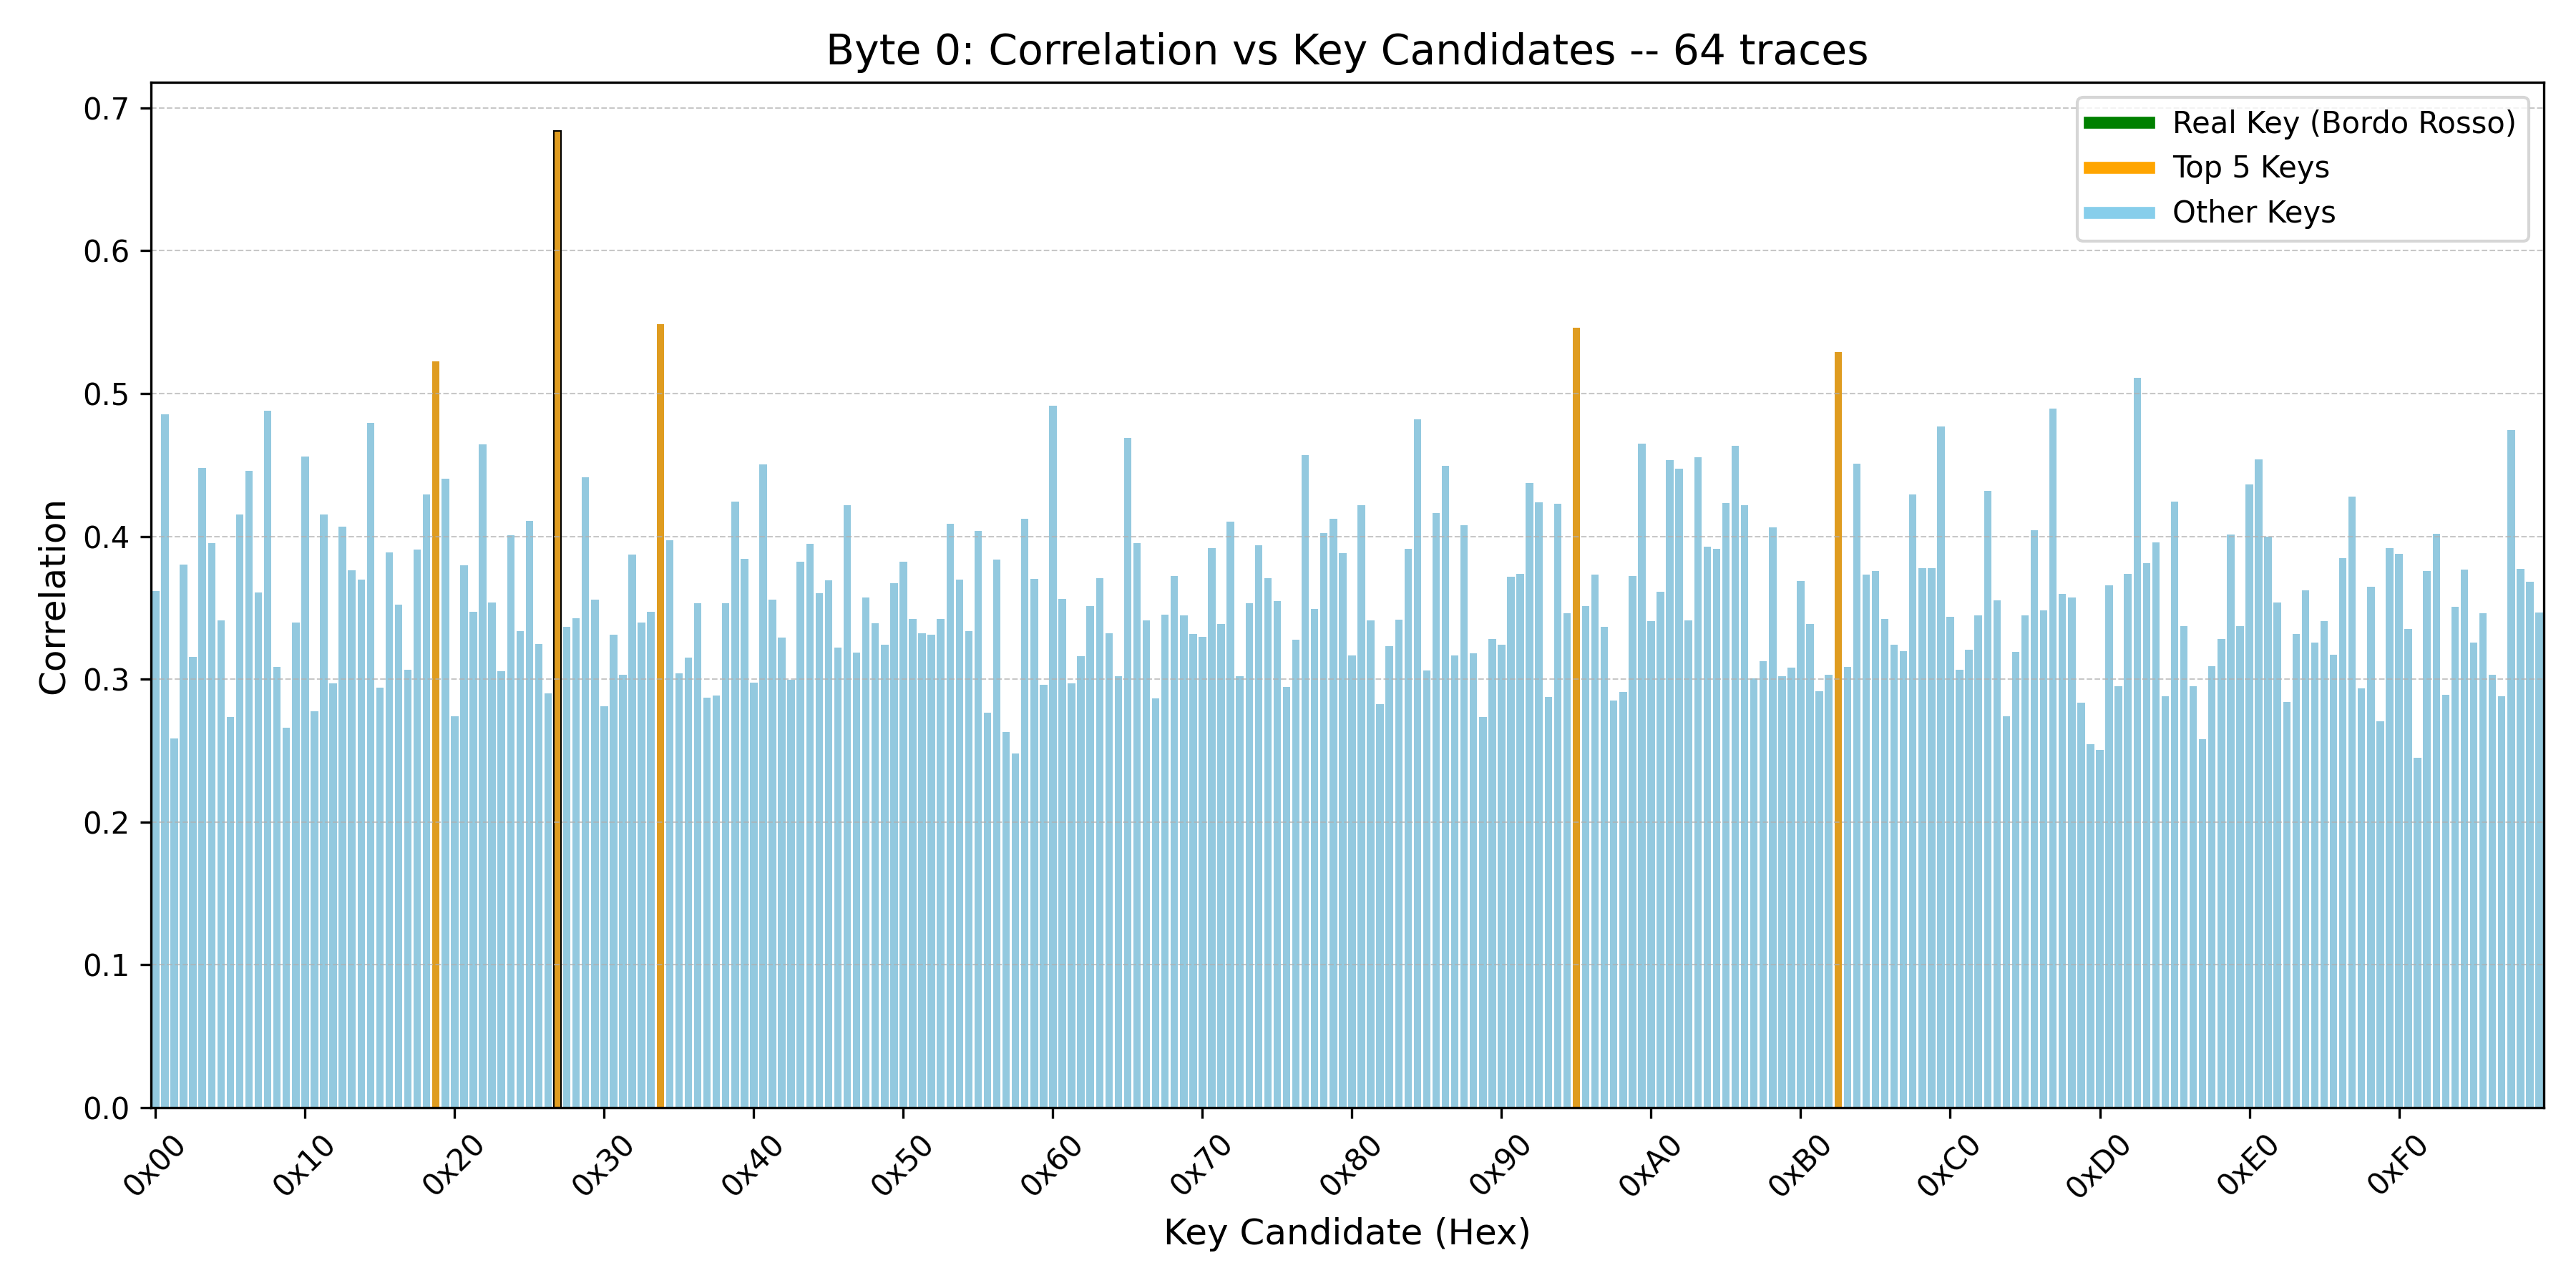 Byte 0: Correlation vs Key Candidates -- 64 traces
Real Key (Bordo Rosso)
Top 5 Keys
Other Keys
Correlation
0.7
0.6
0.5
0.4
0.3
0.2
0.1
0.0
0x00 0x10 0x20 0x30 0x40 0x50 0x60 0x70 0x80 0x90 0xA0 0xB0 0xC0 0xD0 0xE0 0xF0
Key Candidate (Hex)